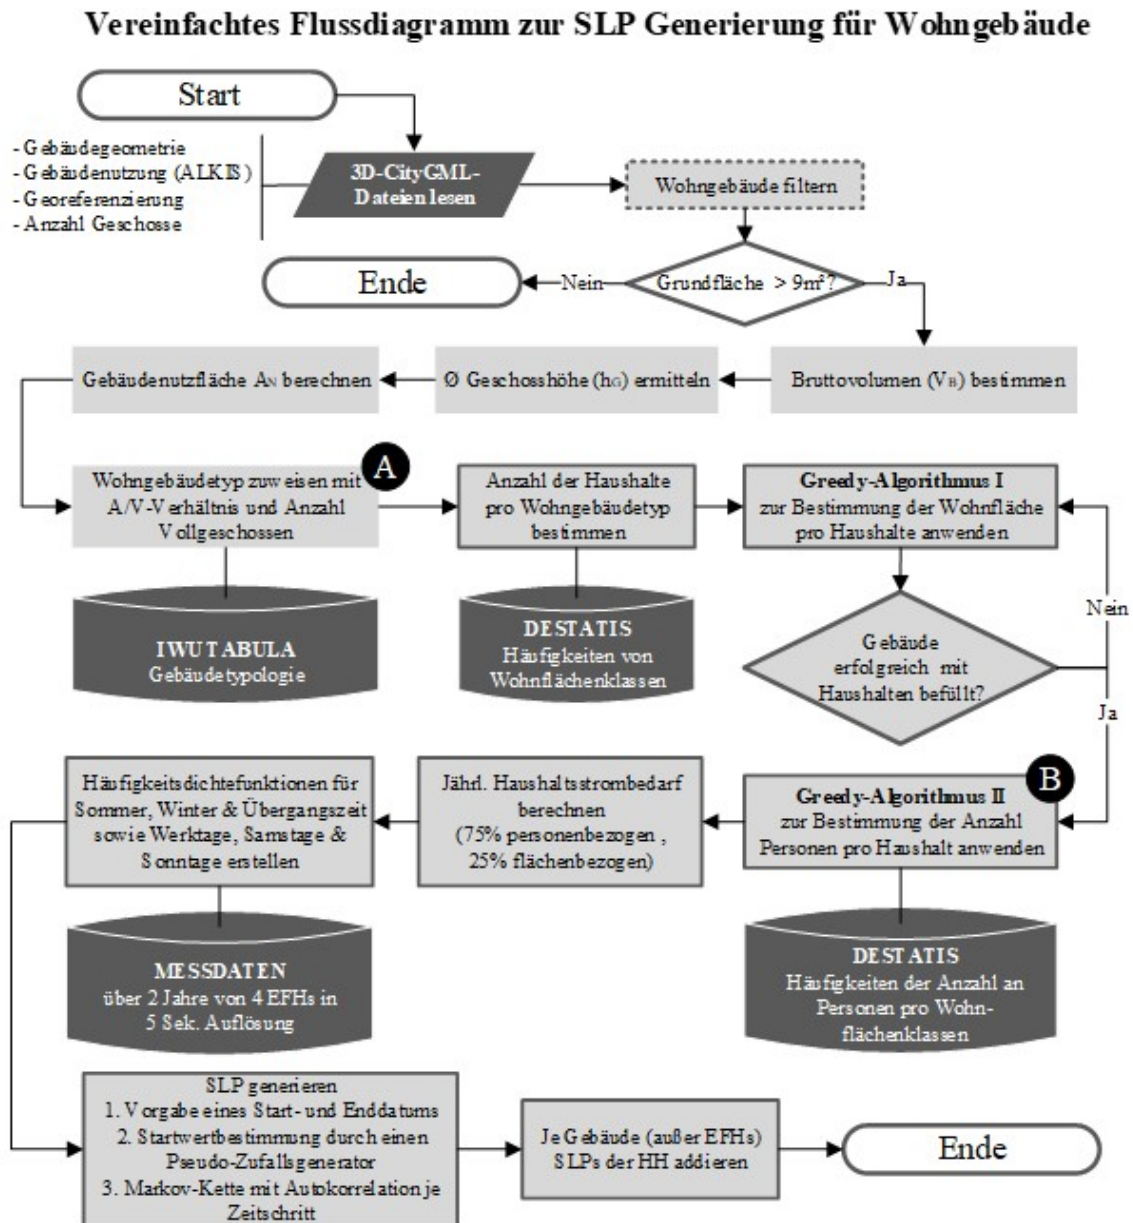 Vereinfachtes Flussdiagramm zur SLP Generierung für Wohngebäude
Start
- Gebäudegeometrie
- Gebäudenutzung (ALKIS)
- Georeferenzierung
- Anzahl Geschosse
3D-CityGML-
Dateien lesen
Wohngebäude filtern
Grundfläche > 9m²?
Nein
Ja
Ende
Bruttovolumen (VB) bestimmen
Ø Geschosshöhe (hG) ermitteln
Gebäudenutzfläche AN berechnen
A
Wohngebäudetyp zuweisen mit
A/V-Verhältnis und Anzahl
Vollgeschossen
IWU TABULA
Gebäudetypologie
Anzahl der Haushalte
pro Wohngebäudetyp
bestimmen
DESTATIS
Häufigkeiten von
Wohnflächenklassen
Greedy-Algorithmus I
zur Bestimmung der Wohnfläche
pro Haushalte anwenden
Gebäude
erfolgreich mit
Haushalten befüllt?
Nein
Ja
B
Greedy-Algorithmus II
zur Bestimmung der Anzahl
Personen pro Haushalt anwenden
DESTATIS
Häufigkeiten der Anzahl an
Personen pro Wohn-
flächenklassen
Jährl. Haushaltsstrombedarf
berechnen
(75% personenbezogen ,
25% flächenbezogen)
Häufigkeitsdichtefunktionen für
Sommer, Winter & Übergangszeit
sowie Werktage, Samstage &
Sonntage erstellen
MESSDATEN
über 2 Jahre von 4 EFHs in
5 Sek. Auflösung
SLP generieren
1. Vorgabe eines Start- und Enddatums
2. Startwertbestimmung durch einen
Pseudo-Zufallsgenerator
3. Markov-Kette mit Autokorrelation je
Zeitschritt
Je Gebäude (außer EFHs)
SLPs der HH addieren
Ende